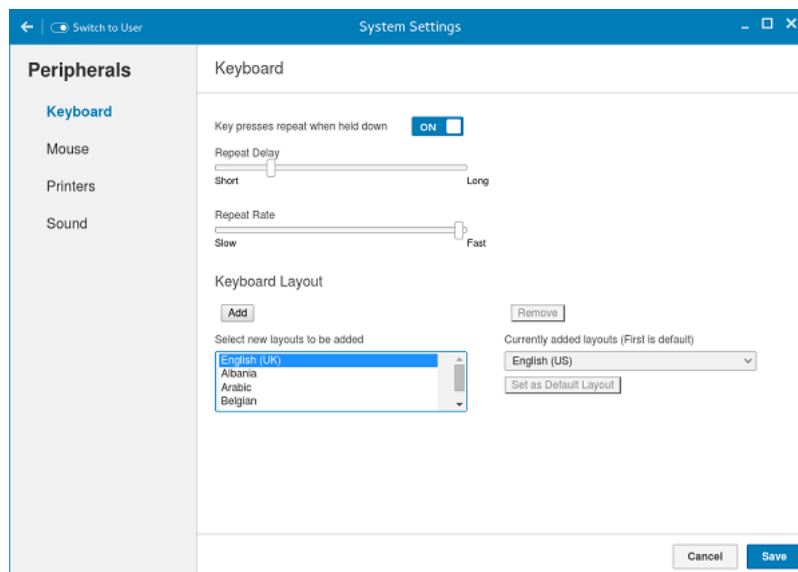 Switch to User
System Settings
Peripherals
Keyboard
Mouse
Printers
Sound
Keyboard
Key presses repeat when held down
ON
Repeat Delay
Short
Long
Repeat Rate
Slow
Fast
Keyboard Layout
Add
Remove
Select new layouts to be added
Currently added layouts (First is default)
English (UK)
Albania
Arabic
Belgian
English (US)
Set as Default Layout
Cancel
Save